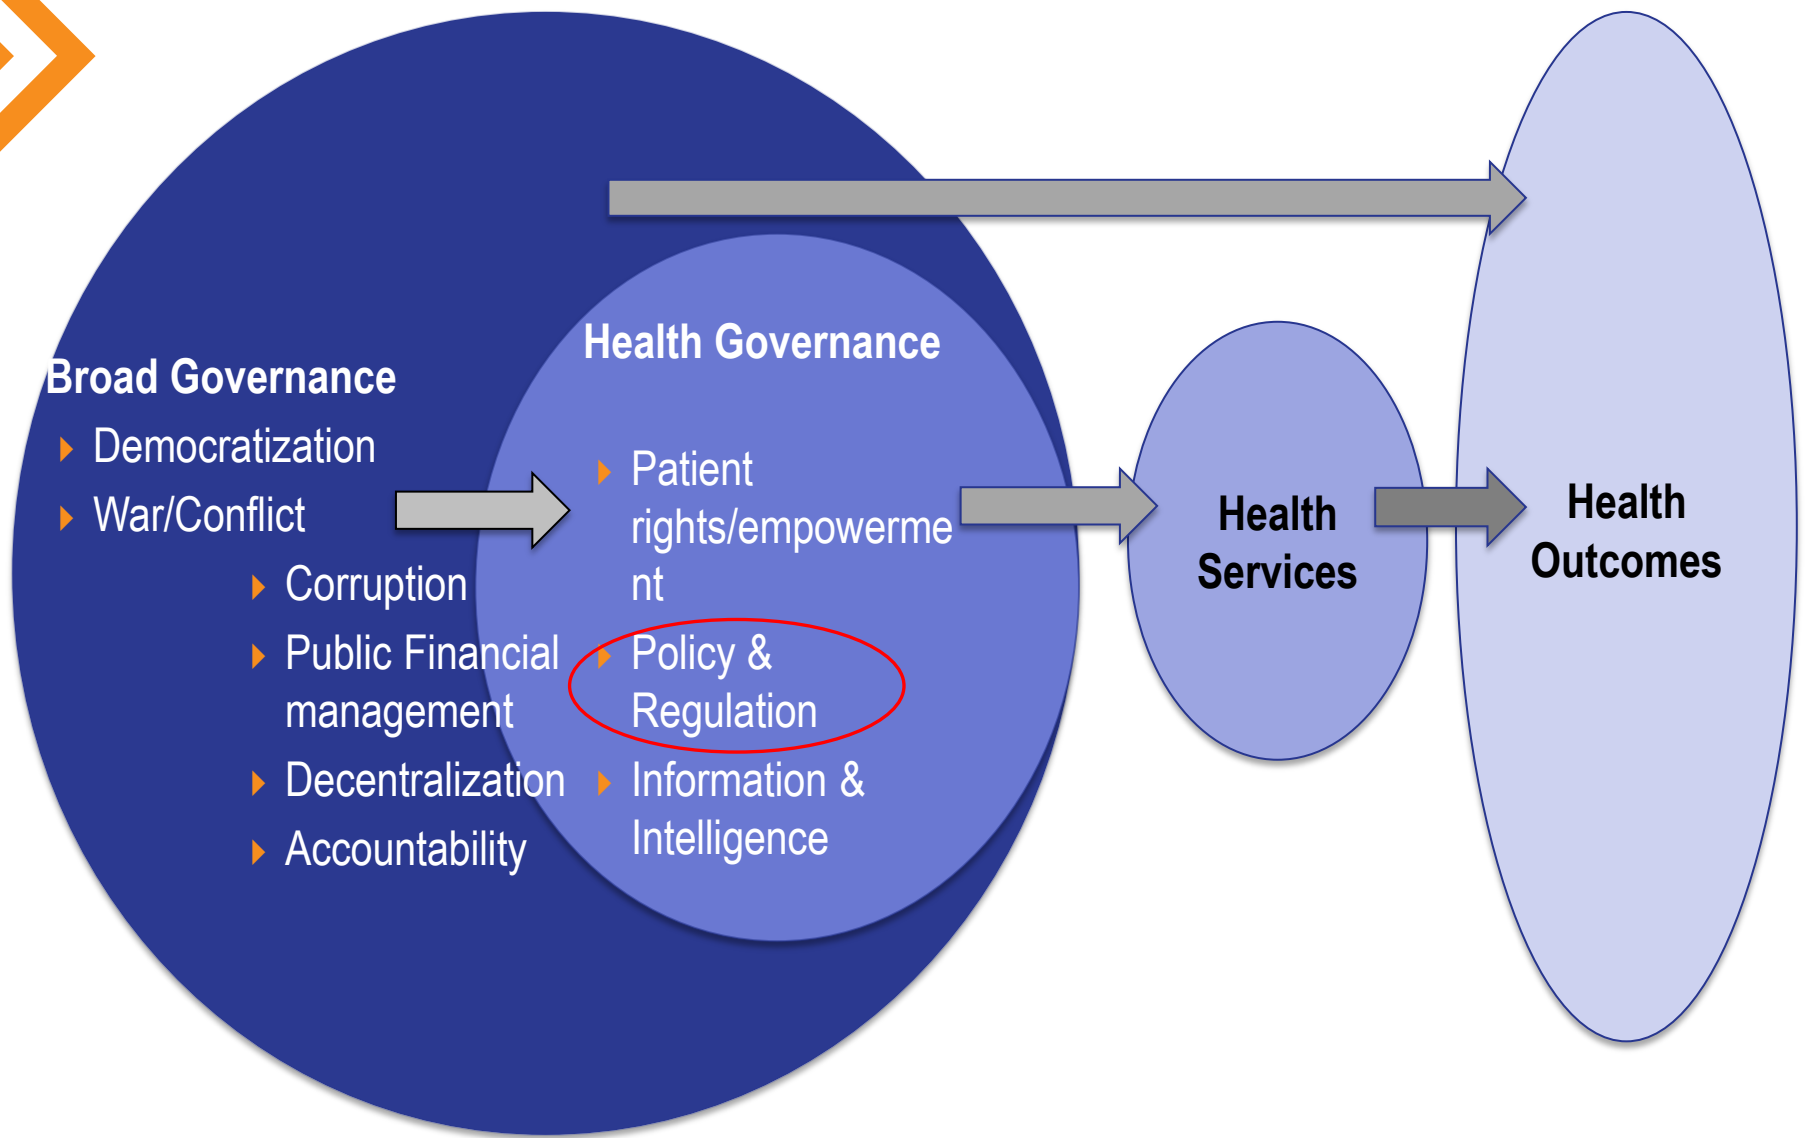 Broad Governance
Democratization
War/Conflict
Corruption
Public Financial
management
Decentralization
Accountability
Health Governance
Patient
rights/empowerme
nt
Policy &
Regulation
Information &
Intelligence
Health
Services
Health
Outcomes